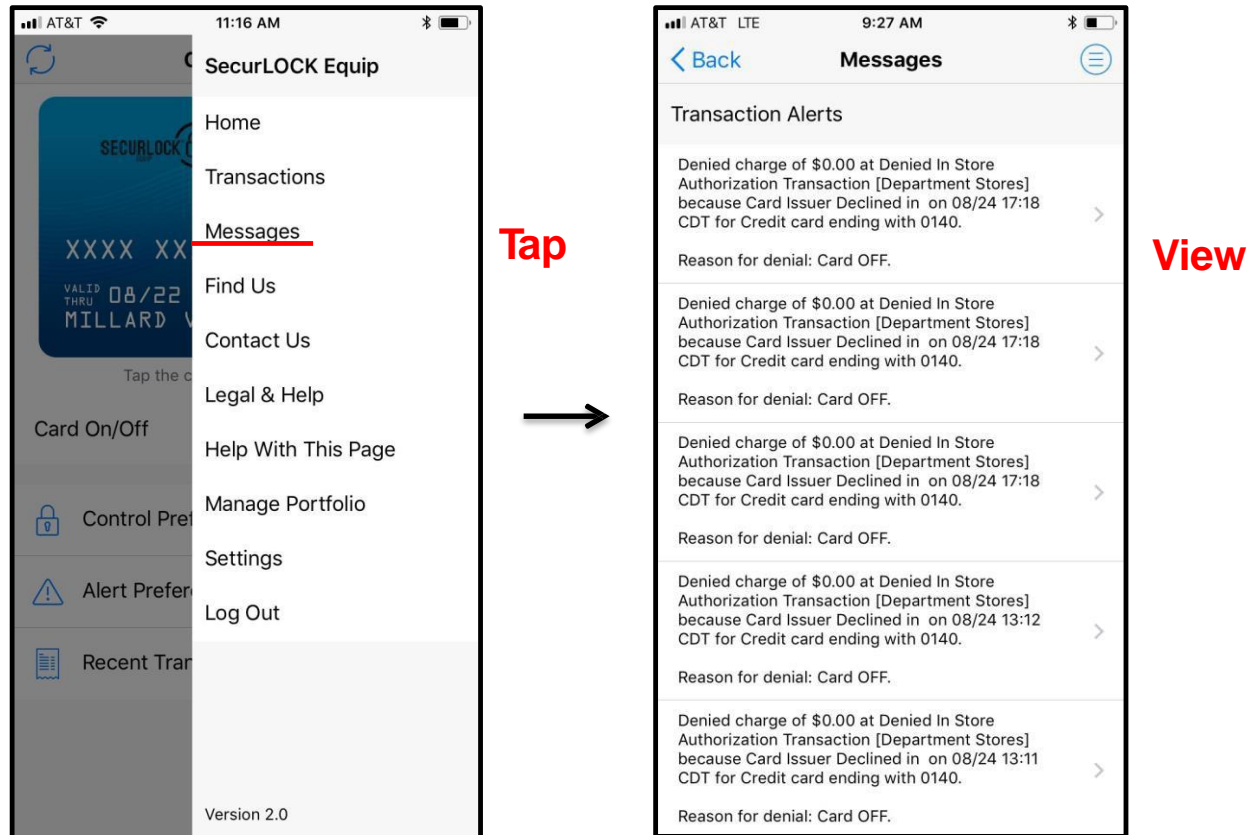 AT&T
11:16 AM
SecurLOCK Equip
SECURLOCK
XXXX XX
VALID
THRU 08/22
MILLARD V
Tap the c
Card On/Off
Control Pref
Alert Prefer
Recent Tran
Home
Transactions
Messages
Find Us
Contact Us
Legal & Help
Help With This Page
Manage Portfolio
Settings
Log Out
Version 2.0
Tap
AT&T LTE
9:27 AM
Back
Messages
Transaction Alerts
Denied charge of $0.00 at Denied In Store
Authorization Transaction [Department Stores]
because Card Issuer Declined in on 08/24 17:18
CDT for Credit card ending with 0140.
Reason for denial: Card OFF.
Denied charge of $0.00 at Denied In Store
Authorization Transaction [Department Stores]
because Card Issuer Declined in on 08/24 17:18
CDT for Credit card ending with 0140.
Reason for denial: Card OFF.
Denied charge of $0.00 at Denied In Store
Authorization Transaction [Department Stores]
because Card Issuer Declined in on 08/24 17:18
CDT for Credit card ending with 0140.
Reason for denial: Card OFF.
Denied charge of $0.00 at Denied In Store
Authorization Transaction [Department Stores]
because Card Issuer Declined in on 08/24 13:12
CDT for Credit card ending with 0140.
Reason for denial: Card OFF.
Denied charge of $0.00 at Denied In Store
Authorization Transaction [Department Stores]
because Card Issuer Declined in on 08/24 13:11
CDT for Credit card ending with 0140.
Reason for denial: Card OFF.
View